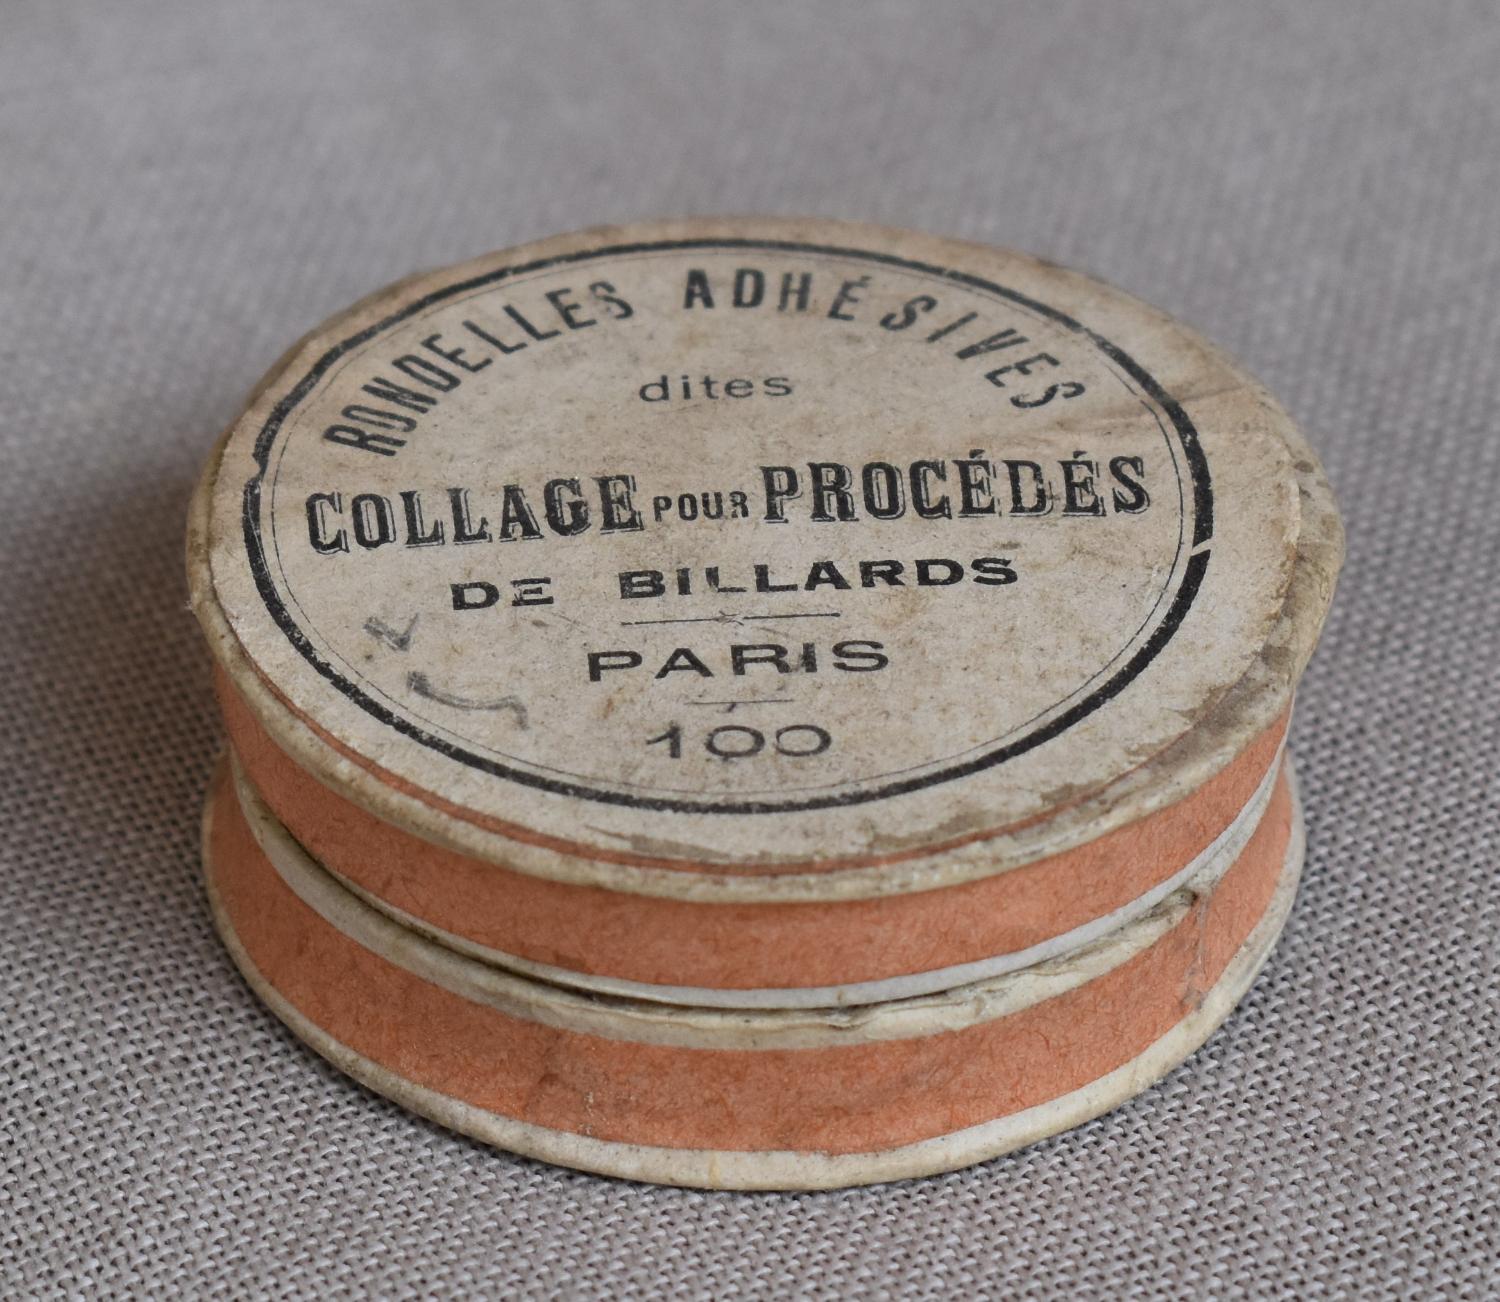 RONDELLES ADHÉSIVES
dites
COLLAGE POUR PROCÉDÉS
DE BILLARDS
PARIS
100